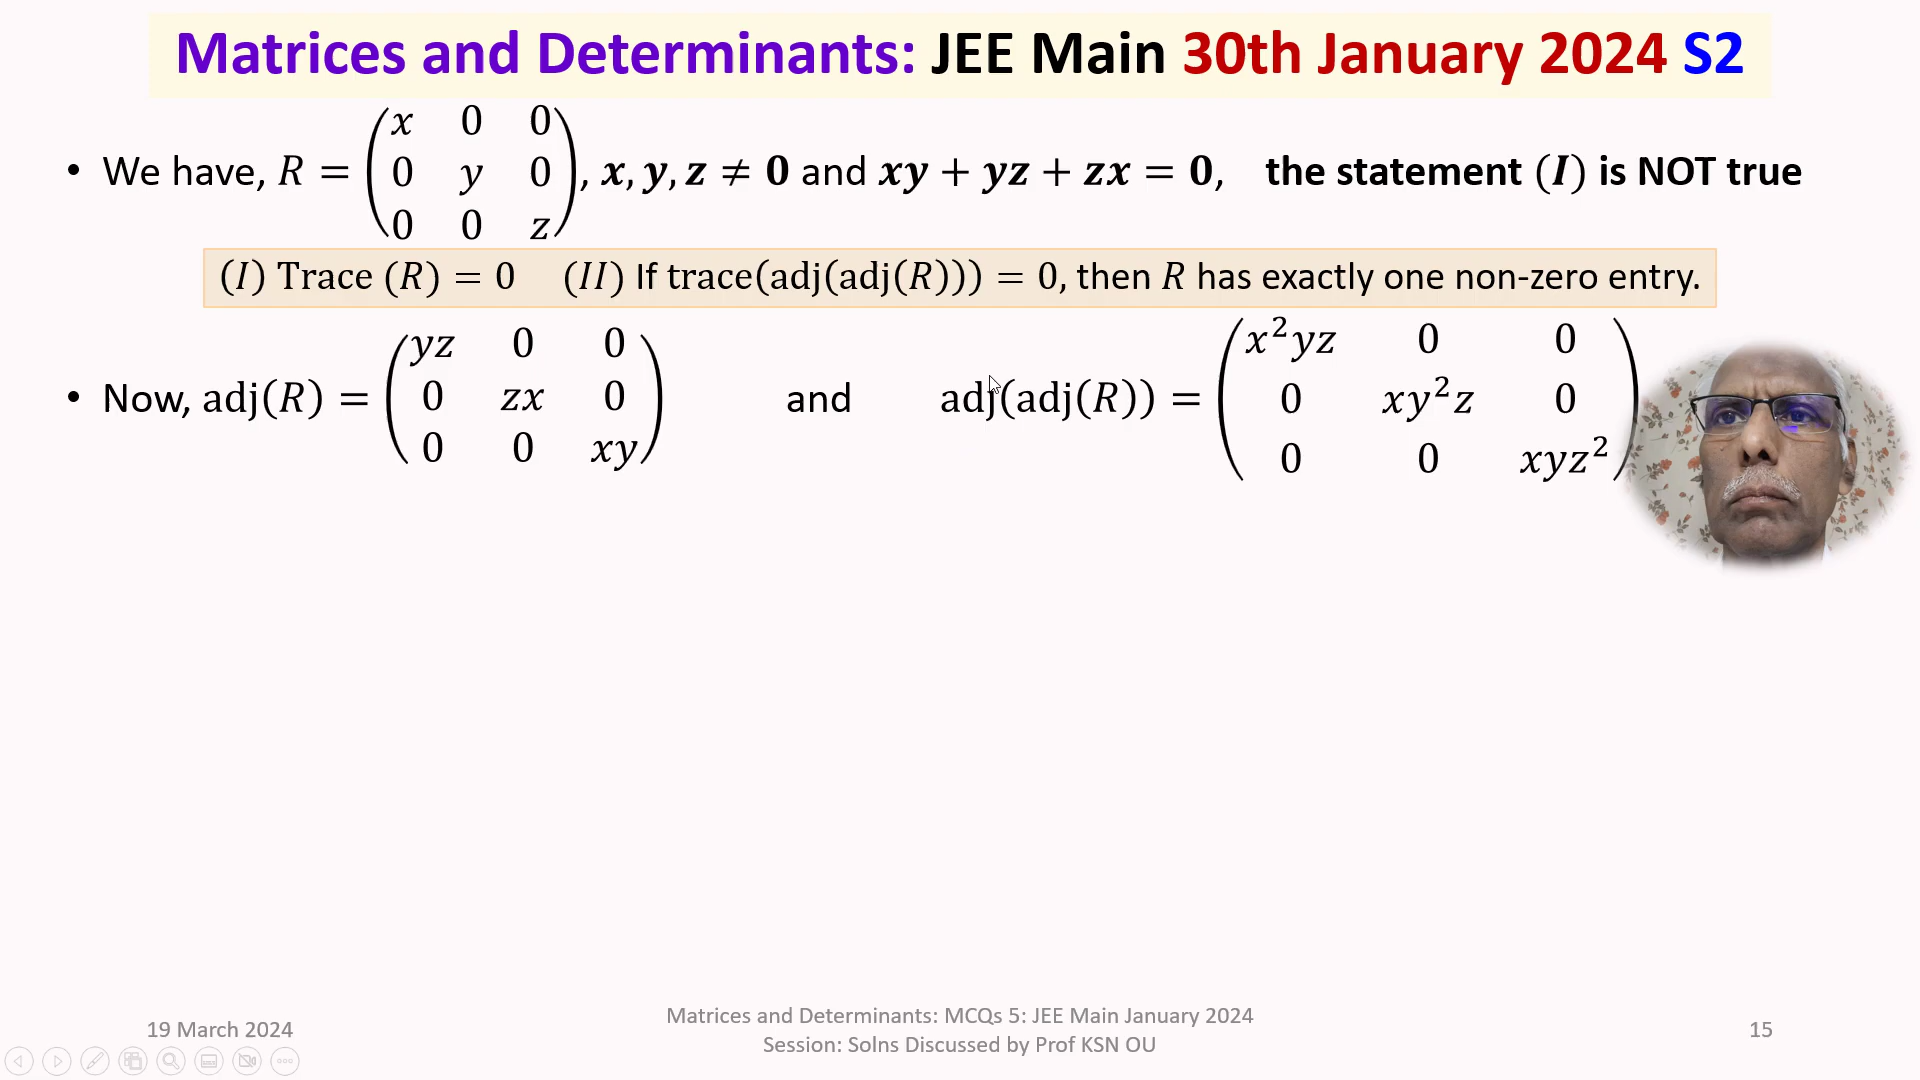 Matrices and Determinants: JEE Main 30th January 2024 S2
• We have, R = (x 0 0
0 y 0
0 0 z), x, y, z ≠ 0 and xy + yz + zx = 0, the statement (I) is NOT true
(I) Trace (R) = 0 (II) If trace(adj(adj(R))) = 0, then R has exactly one non-zero entry.
• Now, adj(R) = (yz 0 0
0 zx 0
0 0 xy) and adj(adj(R)) = (x²yz 0 0
0 xy²z 0
0 0 xyz²)
19 March 2024
Matrices and Determinants: MCQs 5: JEE Main January 2024
Session: Solns Discussed by Prof KSN OU
15